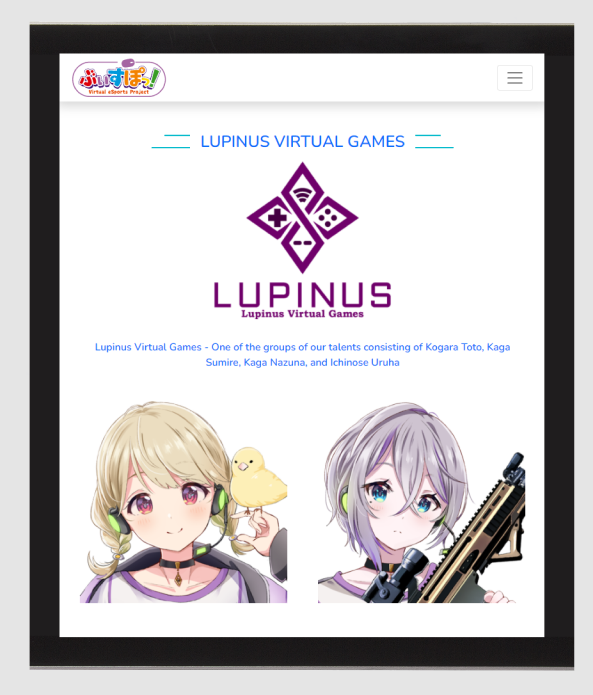 ぶいすぽっ!
Virtual eSports Project
LUPINUS VIRTUAL GAMES
LUPINUS
Lupinus Virtual Games
Lupinus Virtual Games - One of the groups of our talents consisting of Kogara Toto, Kaga
Sumire, Kaga Nazuna, and Ichinose Uruha